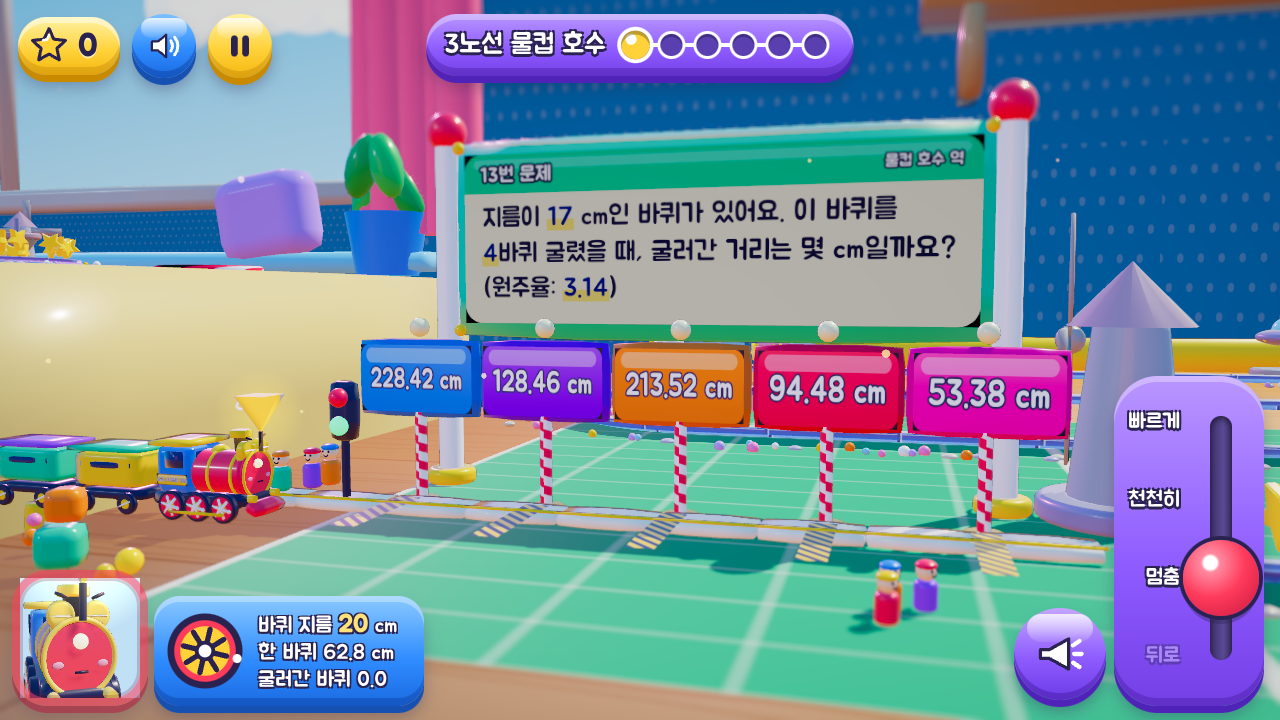 0
3노선 물컵 호수
13번 문제
물컵 호수 역
지름이 17 cm인 바퀴가 있어요. 이 바퀴를
4바퀴 굴렸을 때, 굴러간 거리는 몇 cm일까요?
(원주율: 3.14)
228.42 cm
128.46 cm
213.52 cm
94.48 cm
53.38 cm
바퀴 지름 20 cm
한 바퀴 62.8 cm
굴러간 바퀴 0.0
빠르게
천천히
멈춤
뒤로